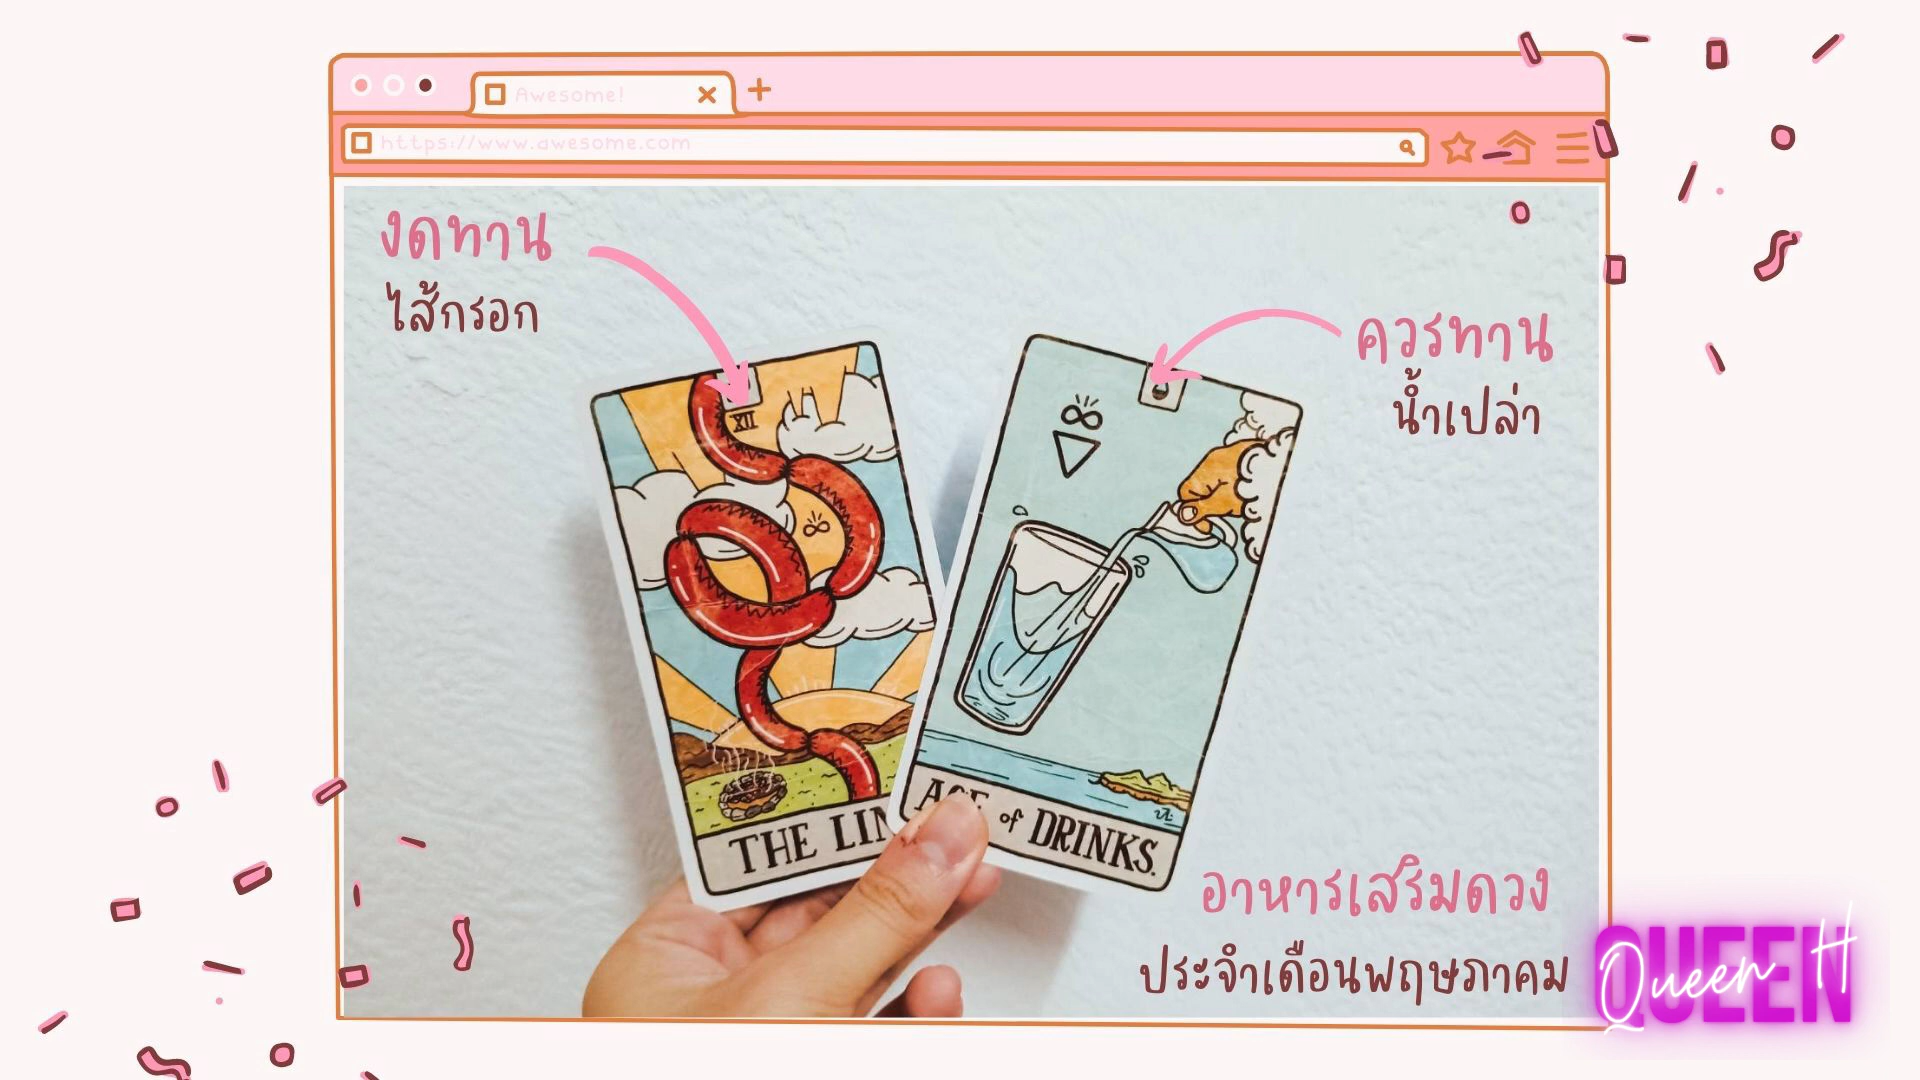 Awesome!
https://www.awesome.com
งดทาน
ไส้กรอก
ควรทาน
น้ำเปล่า
XII
THE LIN
ACE of DRINKS.
อาหารเสริมดวง
ประจำเดือนพฤษภาคม
QUEEN
Queen H